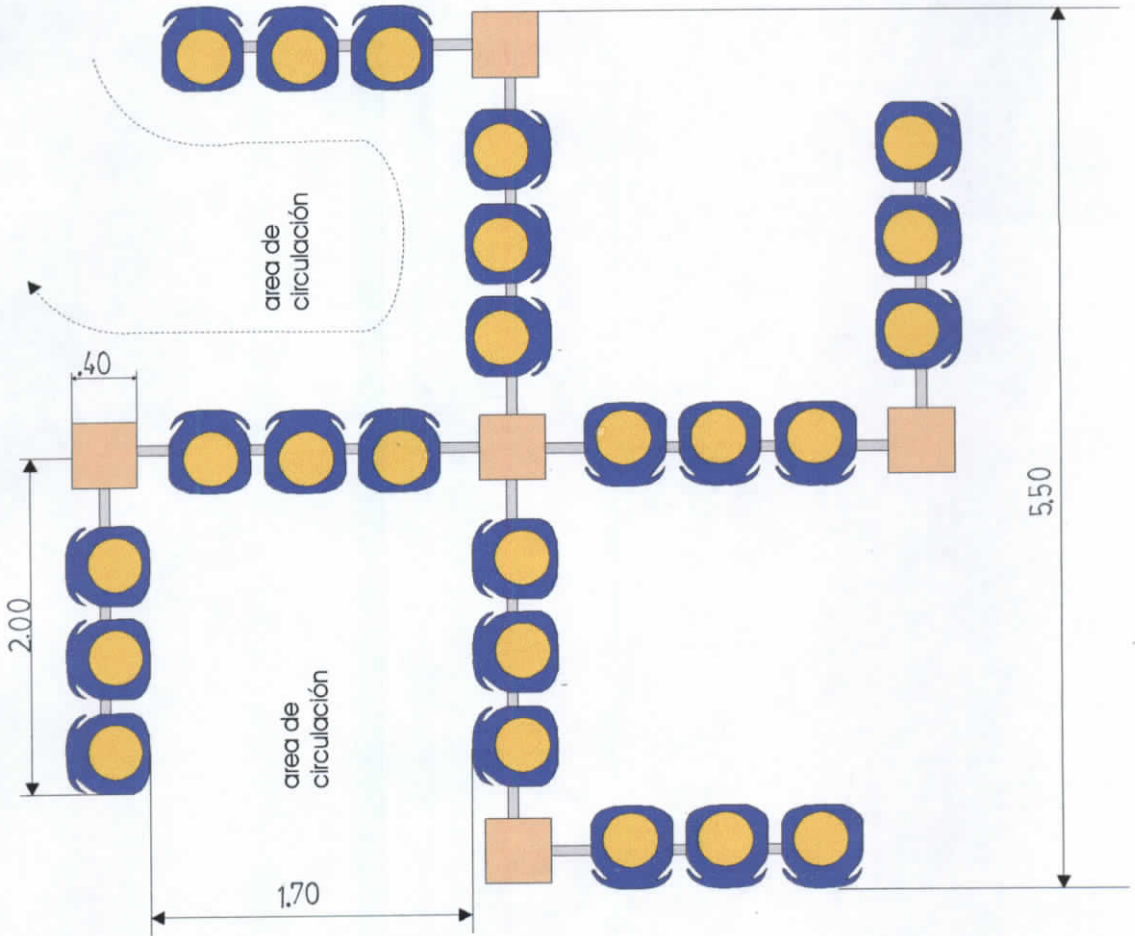 area de
circulación
.40
2.00
5.50
area de
circulación
1.70